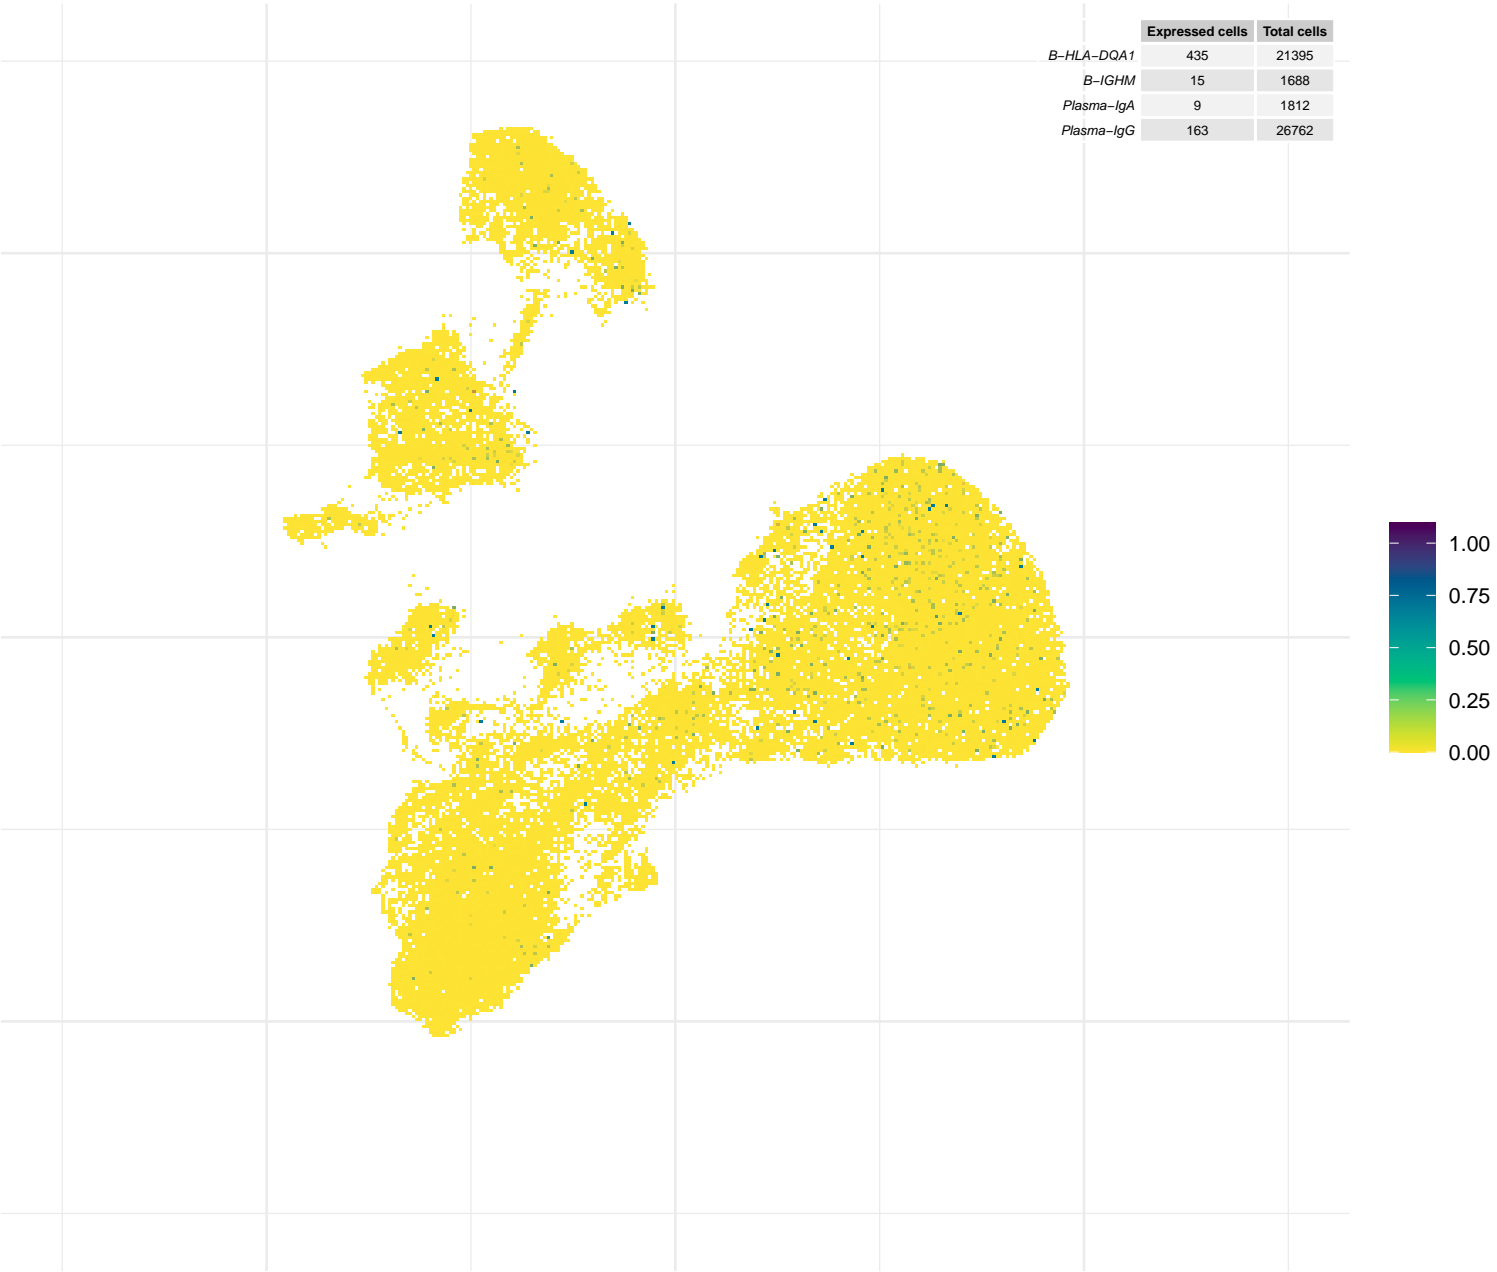 Expressed cells Total cells
B−HLA−DQA1 435 21395
B−IGHM 15 1688
Plasma−IgA 9 1812
Plasma−IgG 163 26762
1.00
0.75
0.50
0.25
0.00